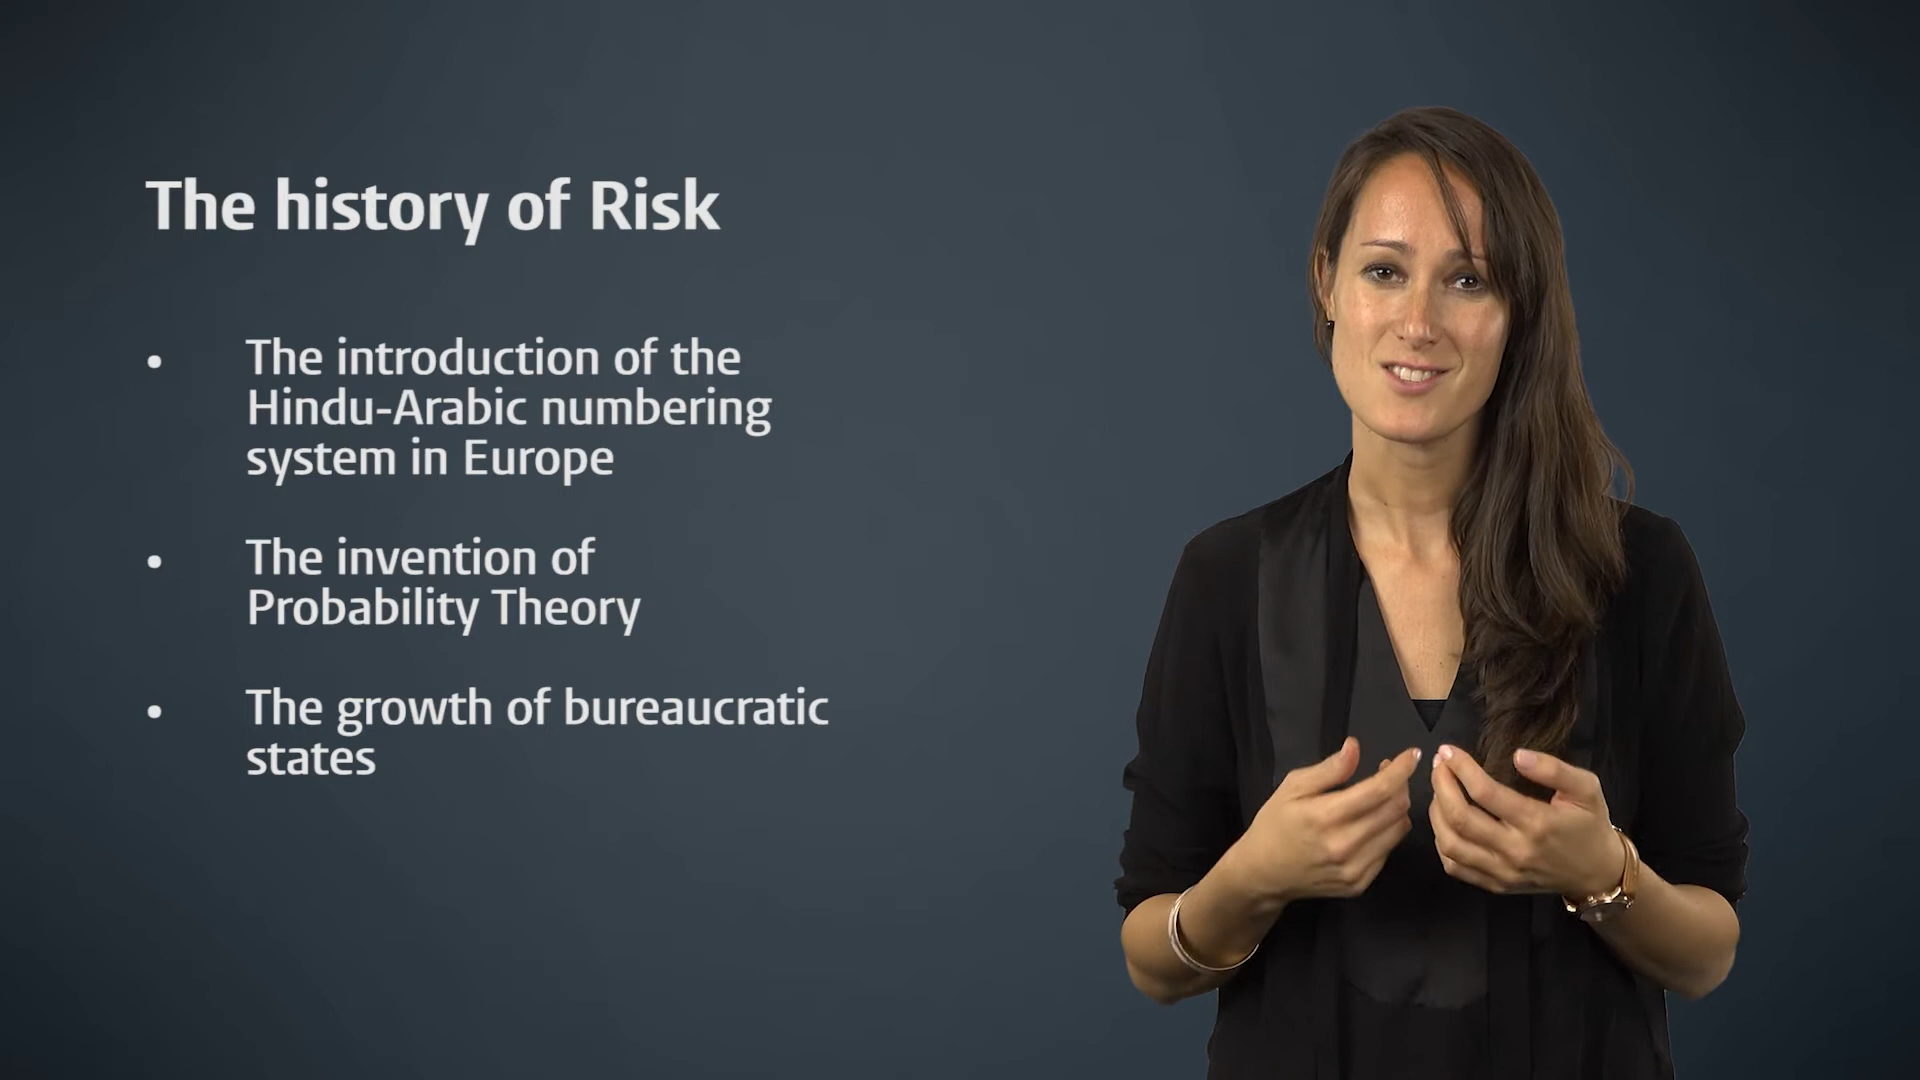 The history of Risk
• The introduction of the
Hindu-Arabic numbering
system in Europe
• The invention of
Probability Theory
• The growth of bureaucratic
states